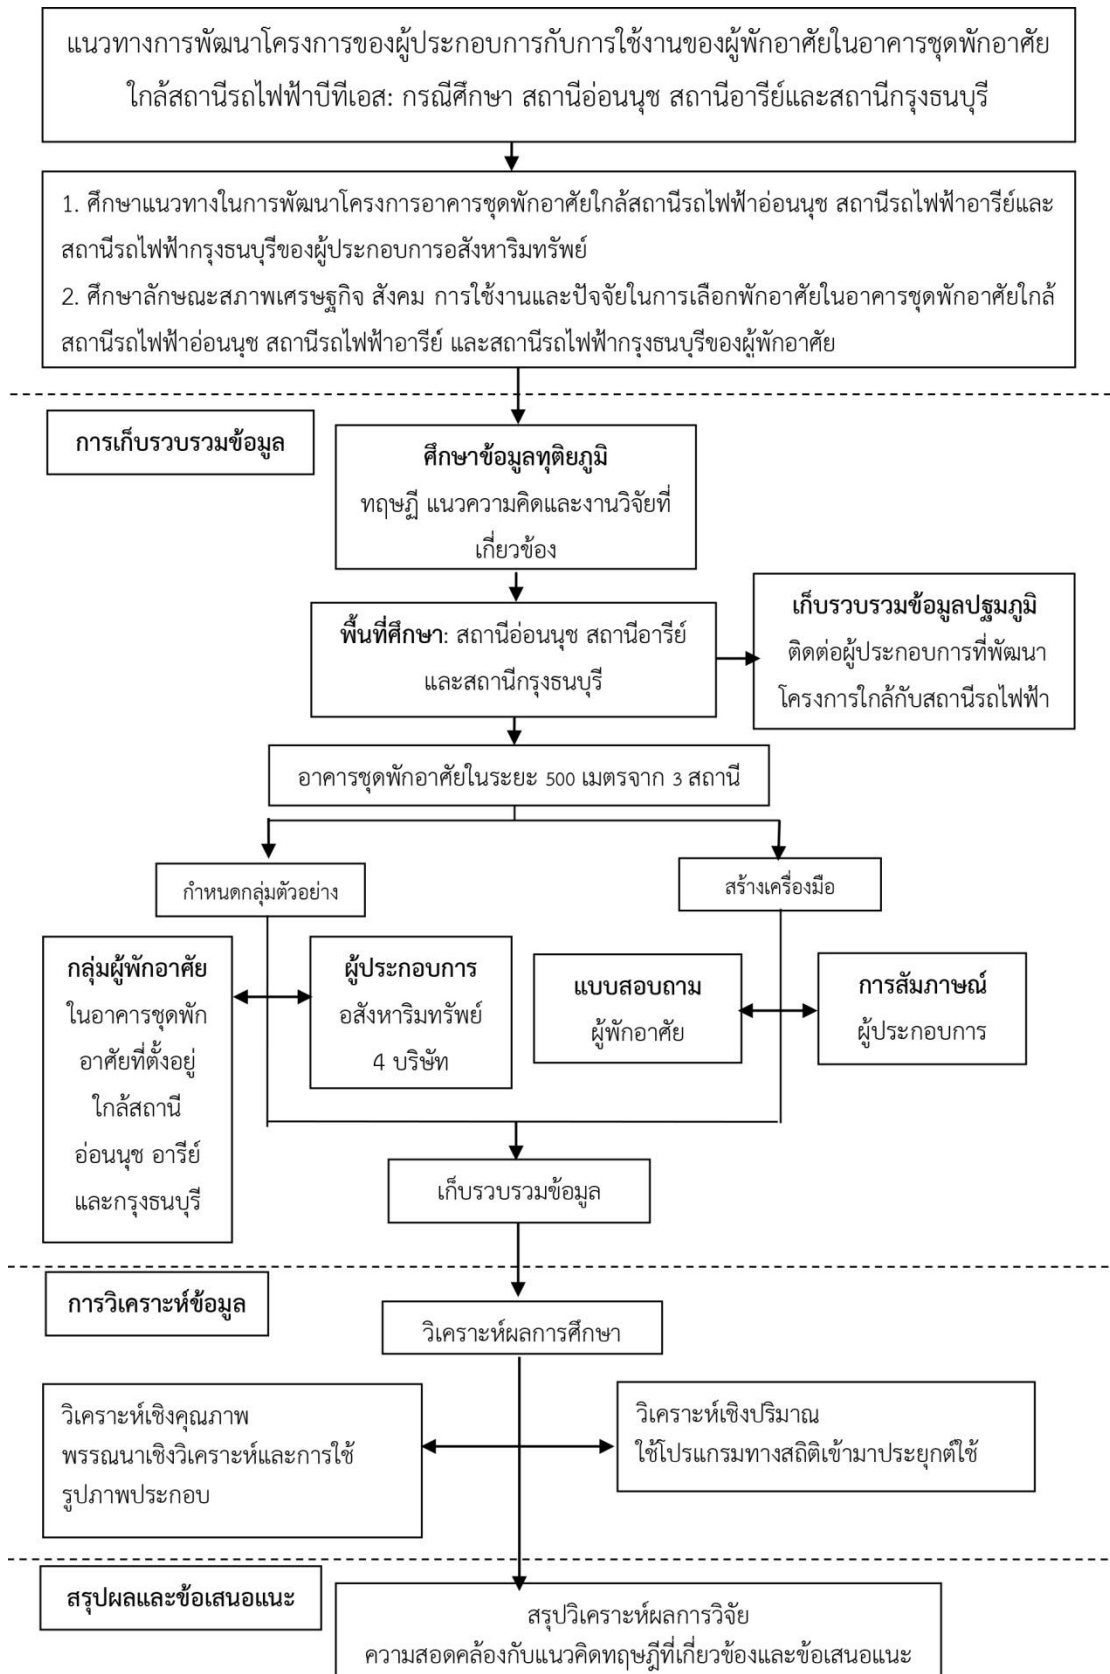 แนวทางการพัฒนาโครงการของผู้ประกอบการกับการใช้งานของผู้พักอาศัยในอาคารชุดพักอาศัย
ใกล้สถานีรถไฟฟ้าบีทีเอส: กรณีศึกษา สถานีอ่อนนุช สถานีอารีย์และสถานีกรุงธนบุรี
1. ศึกษาแนวทางในการพัฒนาโครงการอาคารชุดพักอาศัยใกล้สถานีรถไฟฟ้าอ่อนนุช สถานีรถไฟฟ้าอารีย์และ
สถานีรถไฟฟ้ากรุงธนบุรีของผู้ประกอบการอสังหาริมทรัพย์
2. ศึกษาลักษณะสภาพเศรษฐกิจ สังคม การใช้งานและปัจจัยในการเลือกพักอาศัยในอาคารชุดพักอาศัยใกล้
สถานีรถไฟฟ้าอ่อนนุช สถานีรถไฟฟ้าอารีย์ และสถานีรถไฟฟ้ากรุงธนบุรีของผู้พักอาศัย
การเก็บรวบรวมข้อมูล
ศึกษาข้อมูลทุติยภูมิ
ทฤษฏี แนวความคิดและงานวิจัยที่
เกี่ยวข้อง
พื้นที่ศึกษา: สถานีอ่อนนุช สถานีอารีย์
และสถานีกรุงธนบุรี
เก็บรวบรวมข้อมูลปฐมภูมิ
ติดต่อผู้ประกอบการที่พัฒนา
โครงการใกล้กับสถานีรถไฟฟ้า
อาคารชุดพักอาศัยในระยะ 500 เมตรจาก 3 สถานี
กำหนดกลุ่มตัวอย่าง
สร้างเครื่องมือ
กลุ่มผู้พักอาศัย
ในอาคารชุดพัก
อาศัยที่ตั้งอยู่
ใกล้สถานี
อ่อนนุช อารีย์
และกรุงธนบุรี
ผู้ประกอบการ
อสังหาริมทรัพย์
4 บริษัท
แบบสอบถาม
ผู้พักอาศัย
การสัมภาษณ์
ผู้ประกอบการ
เก็บรวบรวมข้อมูล
การวิเคราะห์ข้อมูล
วิเคราะห์ผลการศึกษา
วิเคราะห์เชิงคุณภาพ
พรรณนาเชิงวิเคราะห์และการใช้
รูปภาพประกอบ
วิเคราะห์เชิงปริมาณ
ใช้โปรแกรมทางสถิติเข้ามาประยุกต์ใช้
สรุปผลและข้อเสนอแนะ
สรุปวิเคราะห์ผลการวิจัย
ความสอดคล้องกับแนวคิดทฤษฎีที่เกี่ยวข้องและข้อเสนอแนะ